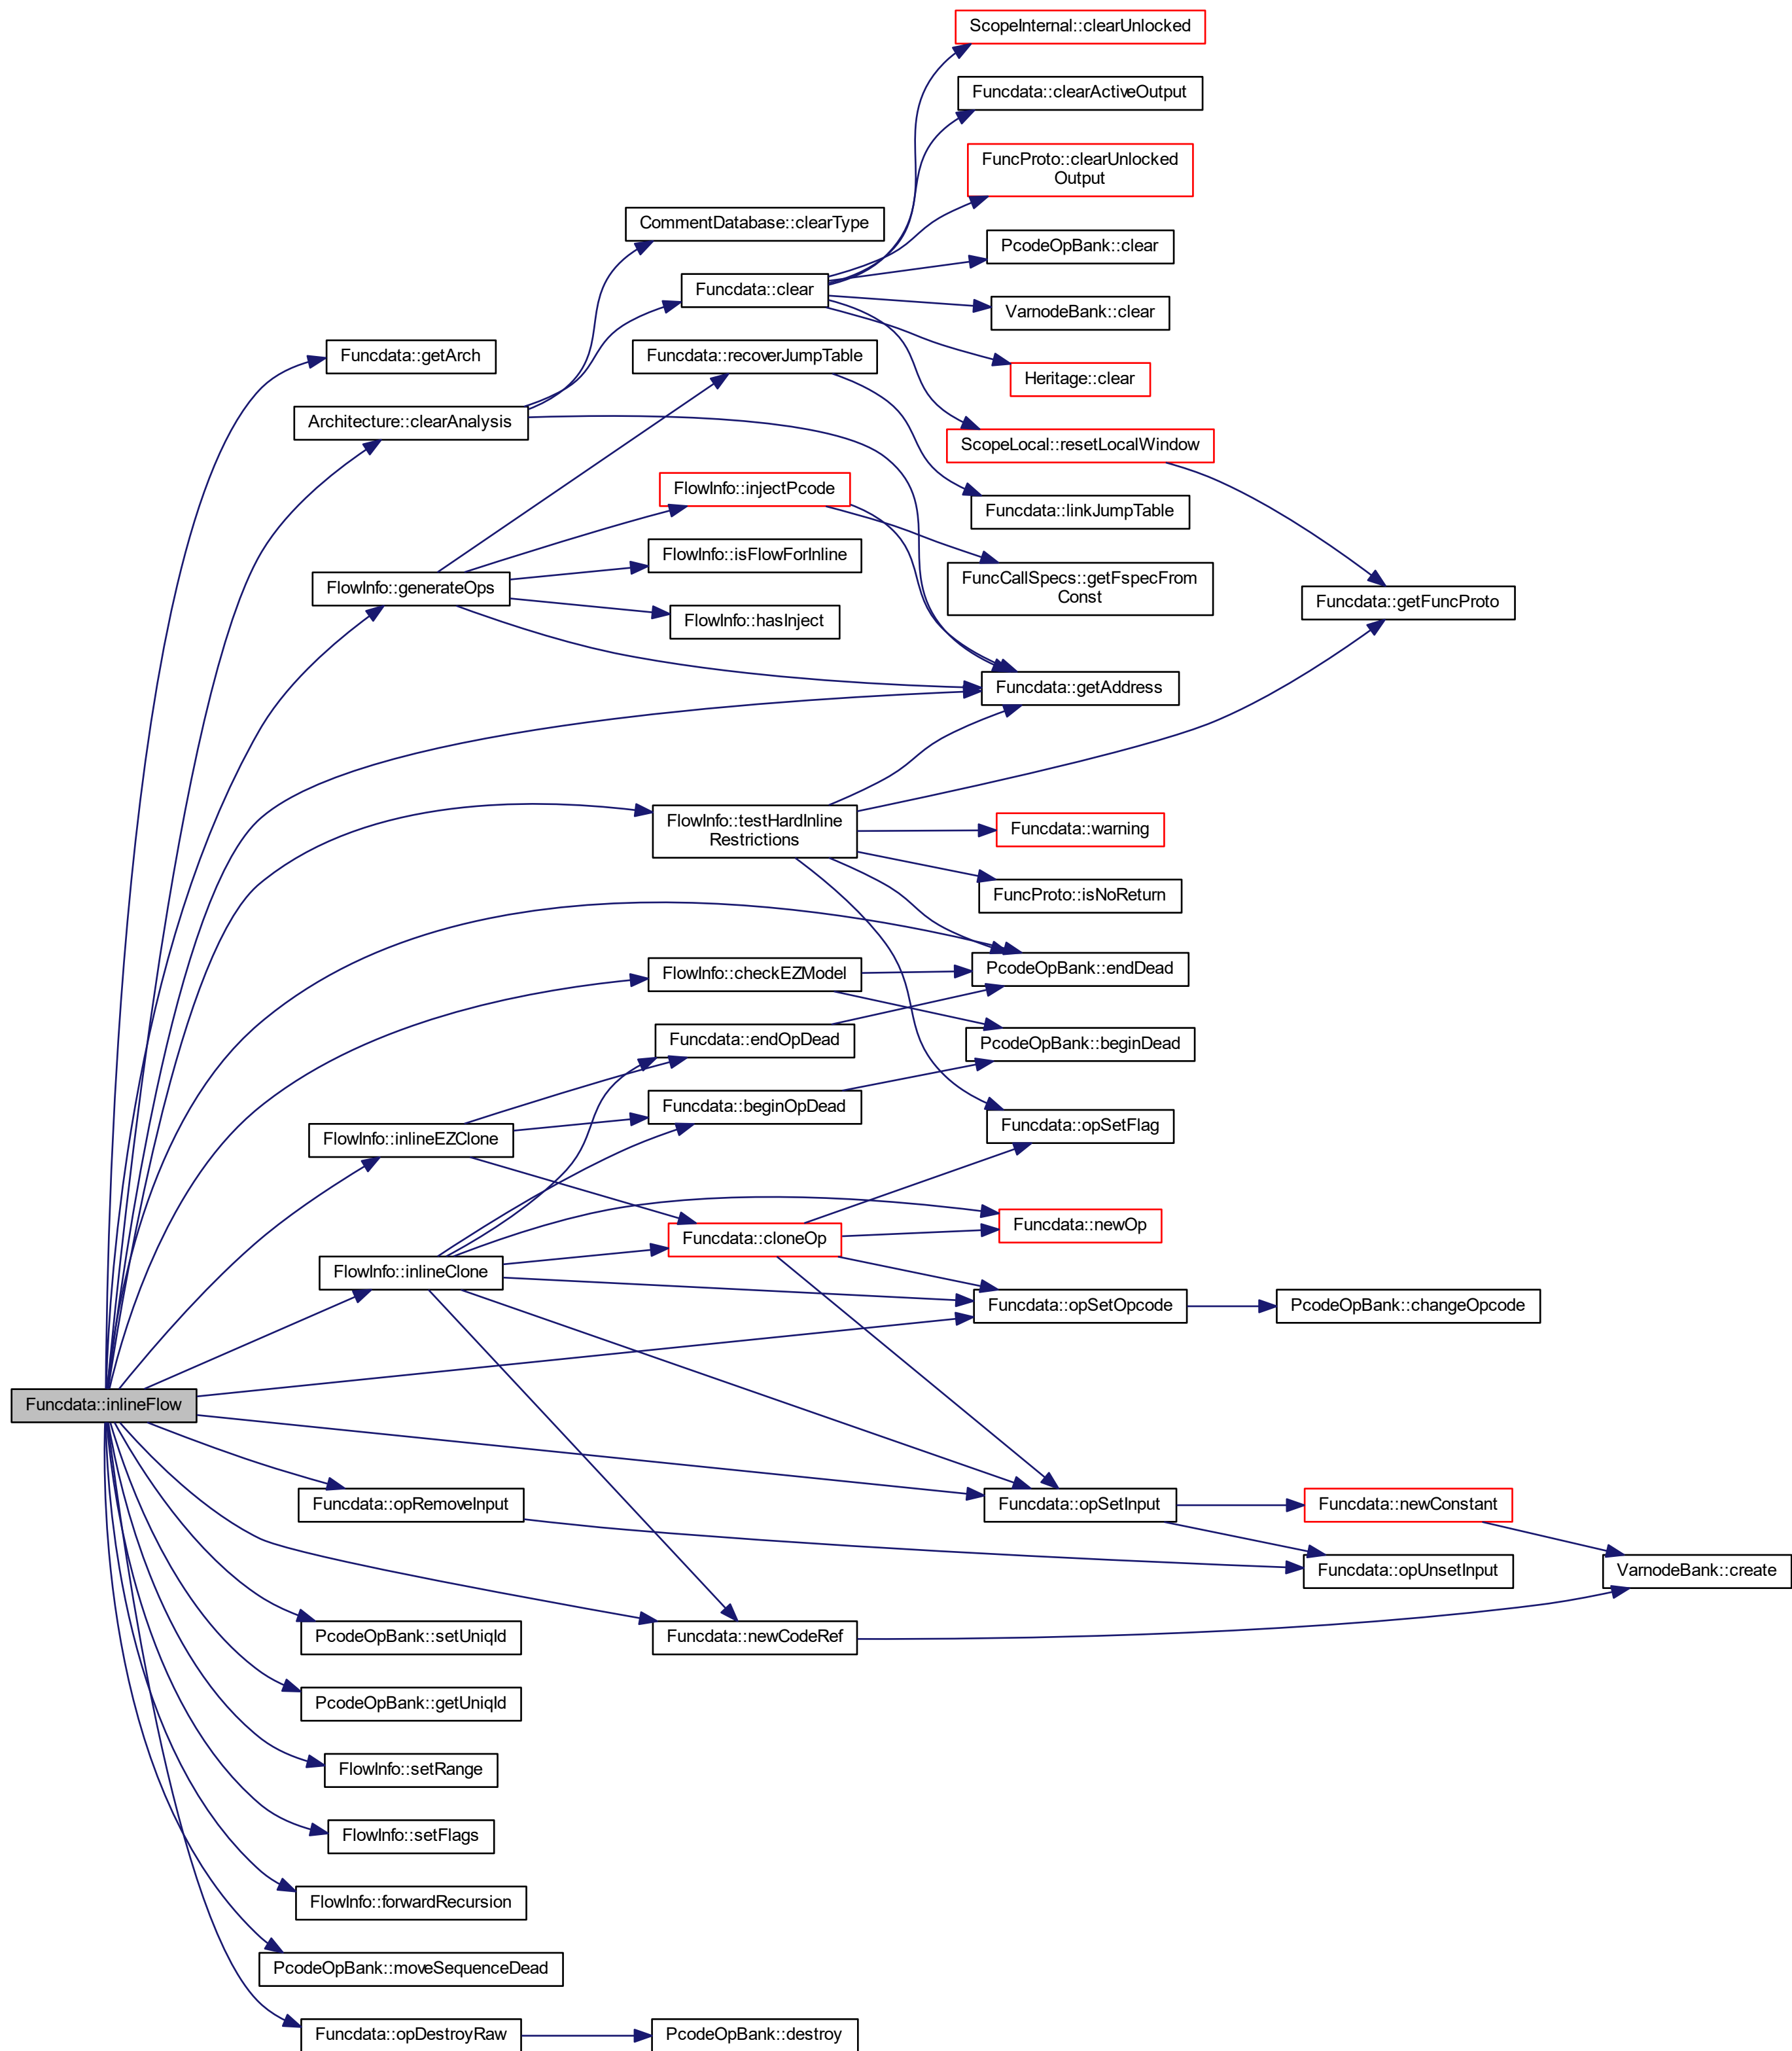 ScopeInternal::clearUnlocked
Funcdata::clearActiveOutput
FuncProto::clearUnlocked
Output
CommentDatabase::clearType
PcodeOpBank::clear
Funcdata::clear
VarnodeBank::clear
Funcdata::getArch
Funcdata::recoverJumpTable
Heritage::clear
Architecture::clearAnalysis
ScopeLocal::resetLocalWindow
FlowInfo::injectPcode
Funcdata::linkJumpTable
FlowInfo::isFlowForInline
FlowInfo::generateOps
FuncCallSpecs::getFspecFrom
Const
Funcdata::getFuncProto
FlowInfo::hasInject
Funcdata::getAddress
FlowInfo::testHardInline
Restrictions
Funcdata::warning
FuncProto::isNoReturn
FlowInfo::checkEZModel
PcodeOpBank::endDead
Funcdata::endOpDead
PcodeOpBank::beginDead
Funcdata::beginOpDead
FlowInfo::inlineEZClone
Funcdata::opSetFlag
Funcdata::cloneOp
Funcdata::newOp
FlowInfo::inlineClone
Funcdata::opSetOpcode
PcodeOpBank::changeOpcode
Funcdata::inlineFlow
Funcdata::opRemoveInput
Funcdata::opSetInput
Funcdata::newConstant
Funcdata::opUnsetInput
VarnodeBank::create
PcodeOpBank::setUniqId
Funcdata::newCodeRef
PcodeOpBank::getUniqId
FlowInfo::setRange
FlowInfo::setFlags
FlowInfo::forwardRecursion
PcodeOpBank::moveSequenceDead
Funcdata::opDestroyRaw
PcodeOpBank::destroy